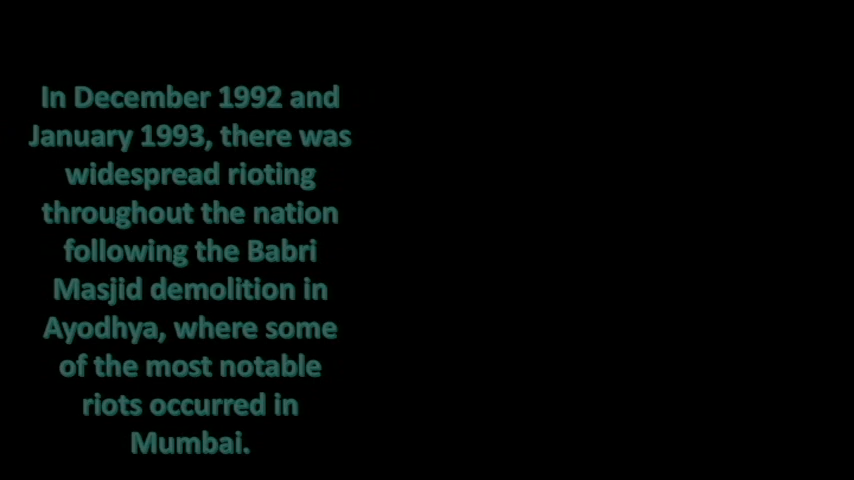 In December 1992 and
January 1993, there was
widespread rioting
throughout the nation
following the Babri
Masjid demolition in
Ayodhya, where some
of the most notable
riots occurred in
Mumbai.